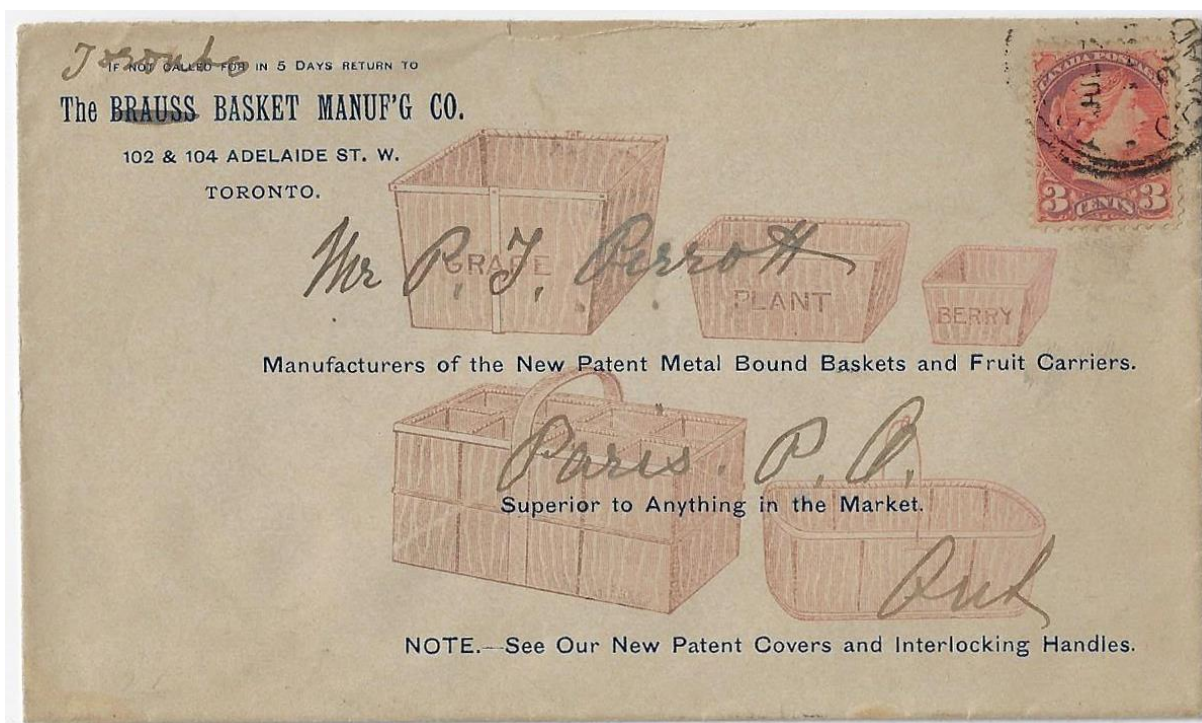 Toronto
IF NOT CALLED FOR IN 5 DAYS RETURN TO
The BRAUSS BASKET MANUF'G CO.
102 & 104 ADELAIDE ST. W.
TORONTO.
CANADA POSTAGE
3 CENTS 3
GRAPE
PLANT
BERRY
Mr P. T. Perrott
Manufacturers of the New Patent Metal Bound Baskets and Fruit Carriers.
Paris. P. O.
Superior to Anything in the Market.
Ont
NOTE.—See Our New Patent Covers and Interlocking Handles.